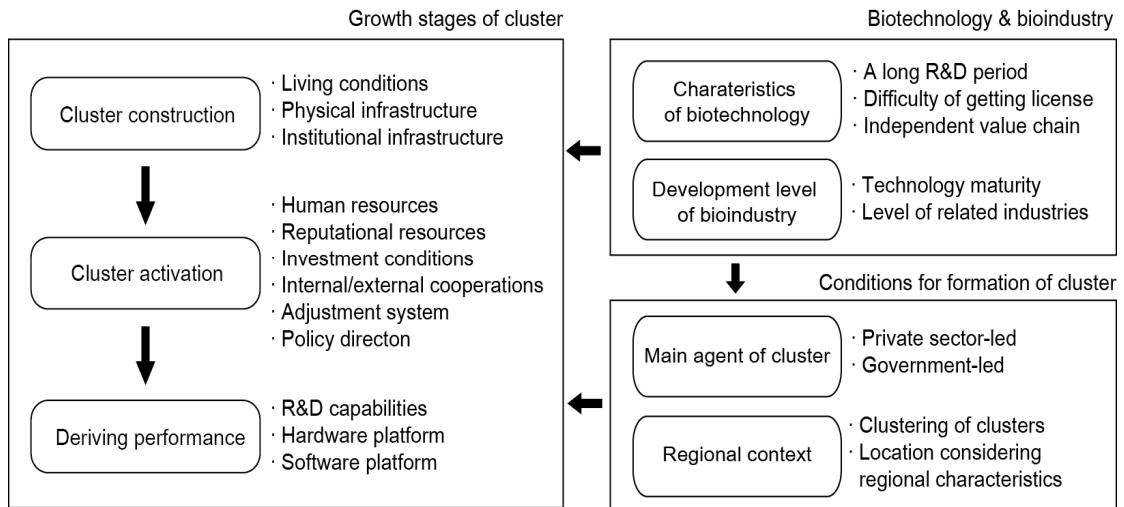 Growth stages of cluster
Cluster construction
· Living conditions
· Physical infrastructure
· Institutional infrastructure
Cluster activation
· Human resources
· Reputational resources
· Investment conditions
· Internal/external cooperations
· Adjustment system
· Policy directon
Deriving performance
· R&D capabilities
· Hardware platform
· Software platform
Biotechnology & bioindustry
Charateristics
of biotechnology
· A long R&D period
· Difficulty of getting license
· Independent value chain
Development level
of bioindustry
· Technology maturity
· Level of related industries
Conditions for formation of cluster
Main agent of cluster
· Private sector-led
· Government-led
Regional context
· Clustering of clusters
· Location considering
regional characteristics